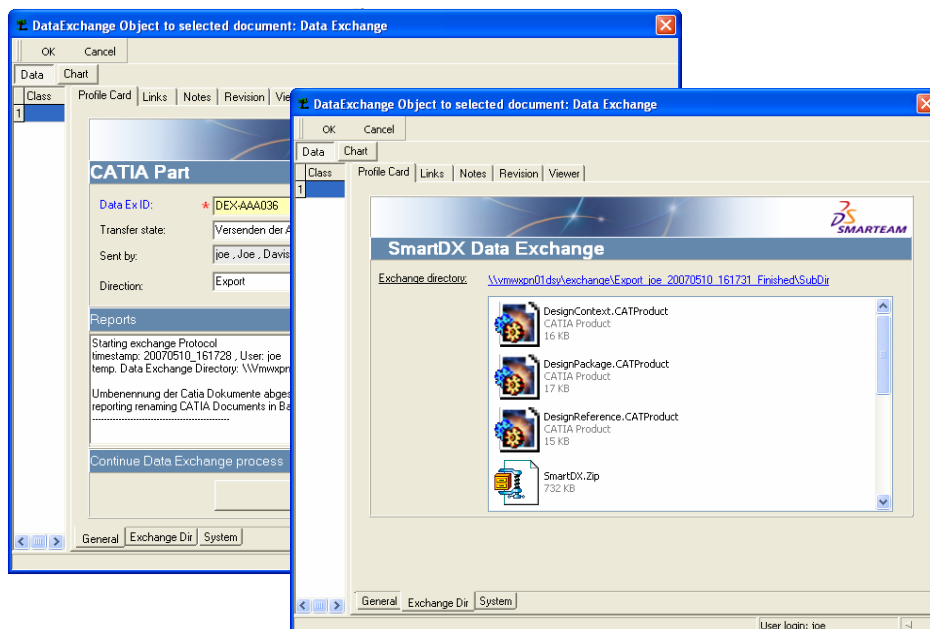 DataExchange Object to selected document: Data Exchange
OK Cancel
Data Chart
Class
1
Profile Card Links Notes Revision
CATIA Part
Data Ex ID: * DEX-AAA036
Transfer state: Versenden der
Sent by: joe , Joe , Davis
Direction: Export
Reports
Starting exchange Protocol
timestamp: 20070510_161728 , User: joe
temp. Data Exchange Directory: \\Vmwxpn
Umbenennung der Catia Dokumente
reporting renaming CATIA Documents in
------------------------------------------------
Continue Data Exchange process
General Exchange Dir System
DataExchange Object to selected document: Data Exchange
OK Cancel
Data Chart
Class
1
Profile Card Links Notes Revision Viewer
SMARTEAM
SmartDX Data Exchange
Exchange directory: \\vmwxpn01dsy\exchange\Export_joe_20070510_161731_Finished\SubDir
DesignContext.CATProduct
CATIA Product
16 KB
DesignPackage.CATProduct
CATIA Product
17 KB
DesignReference.CATProduct
CATIA Product
15 KB
SmartDX.Zip
732 KB
General Exchange Dir System
User login: joe